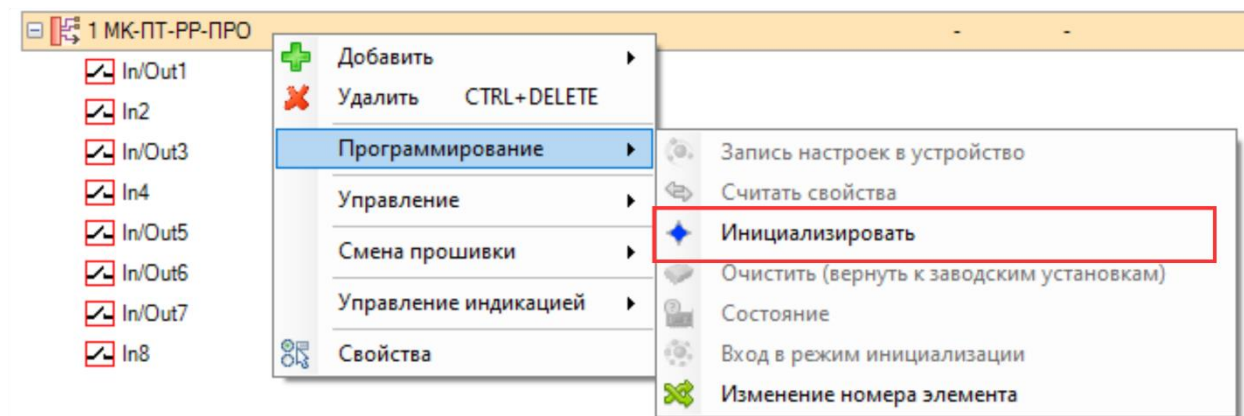 1 МК-ПТ-РР-ПРО - -
In/Out1
In2
In/Out3
In4
In/Out5
In/Out6
In/Out7
In8
Добавить
Удалить CTRL+DELETE
Программирование
Управление
Смена прошивки
Управление индикацией
Свойства
Запись настроек в устройство
Считать свойства
Инициализировать
Очистить (вернуть к заводским установкам)
Состояние
Вход в режим инициализации
Изменение номера элемента